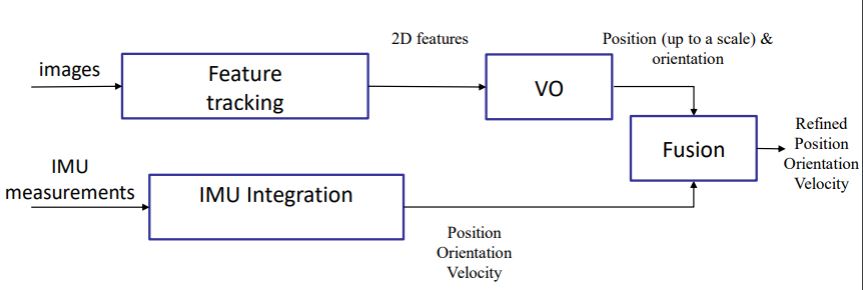 images
Feature
tracking
2D features
VO
Position (up to a scale) &
orientation
Fusion
Refined
Position
Orientation
Velocity
IMU
measurements
IMU Integration
Position
Orientation
Velocity